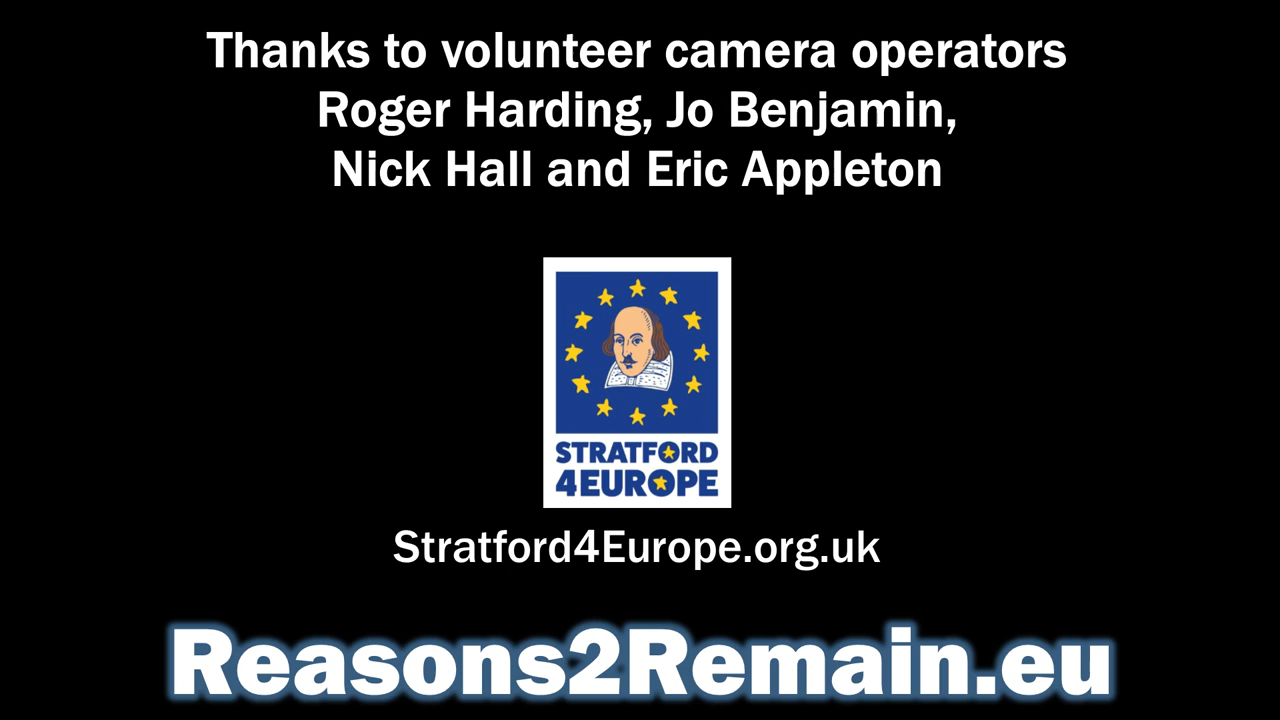 Thanks to volunteer camera operators
Roger Harding, Jo Benjamin,
Nick Hall and Eric Appleton
STRATFORD
4EUROPE
Stratford4Europe.org.uk
Reasons2Remain.eu